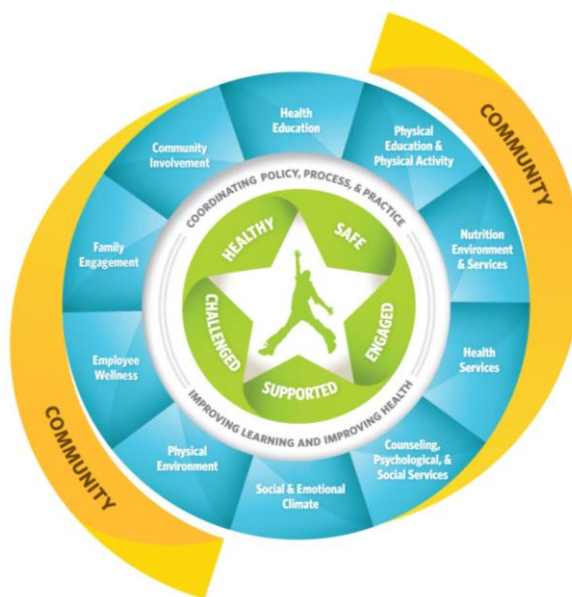 COMMUNITY
Health
Education
Physical
Education &
Physical Activity
Nutrition
Environment
& Services
Health
Services
Counseling,
Psychological, &
Social Services
Social & Emotional
Climate
Physical
Environment
Employee
Wellness
Family
Engagement
Community
Involvement
COORDINATING POLICY, PROCESS, & PRACTICE
IMPROVING LEARNING AND IMPROVING HEALTH
HEALTHY
SAFE
ENGAGED
SUPPORTED
CHALLENGED
COMMUNITY